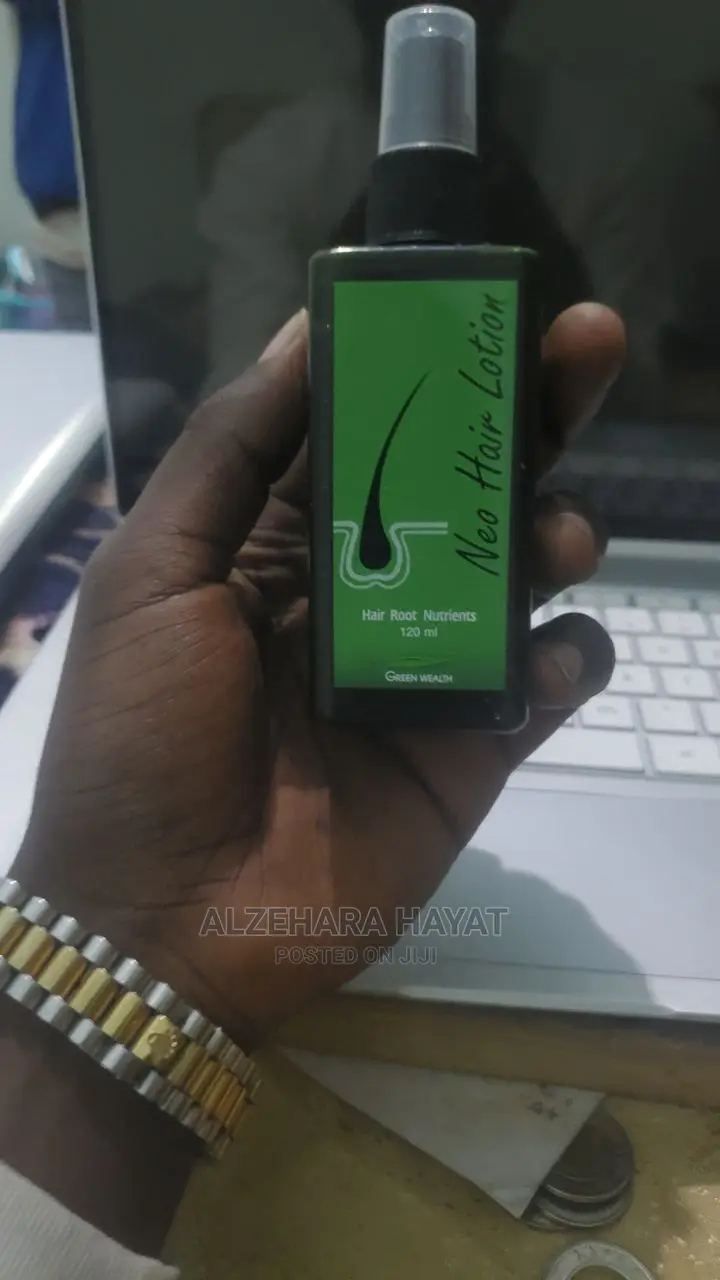 Neo Hair Lotion
Hair Root Nutrients
120 ml
GREEN WEALTH
ALZEHARA HAYAT
POSTED ON JIJI